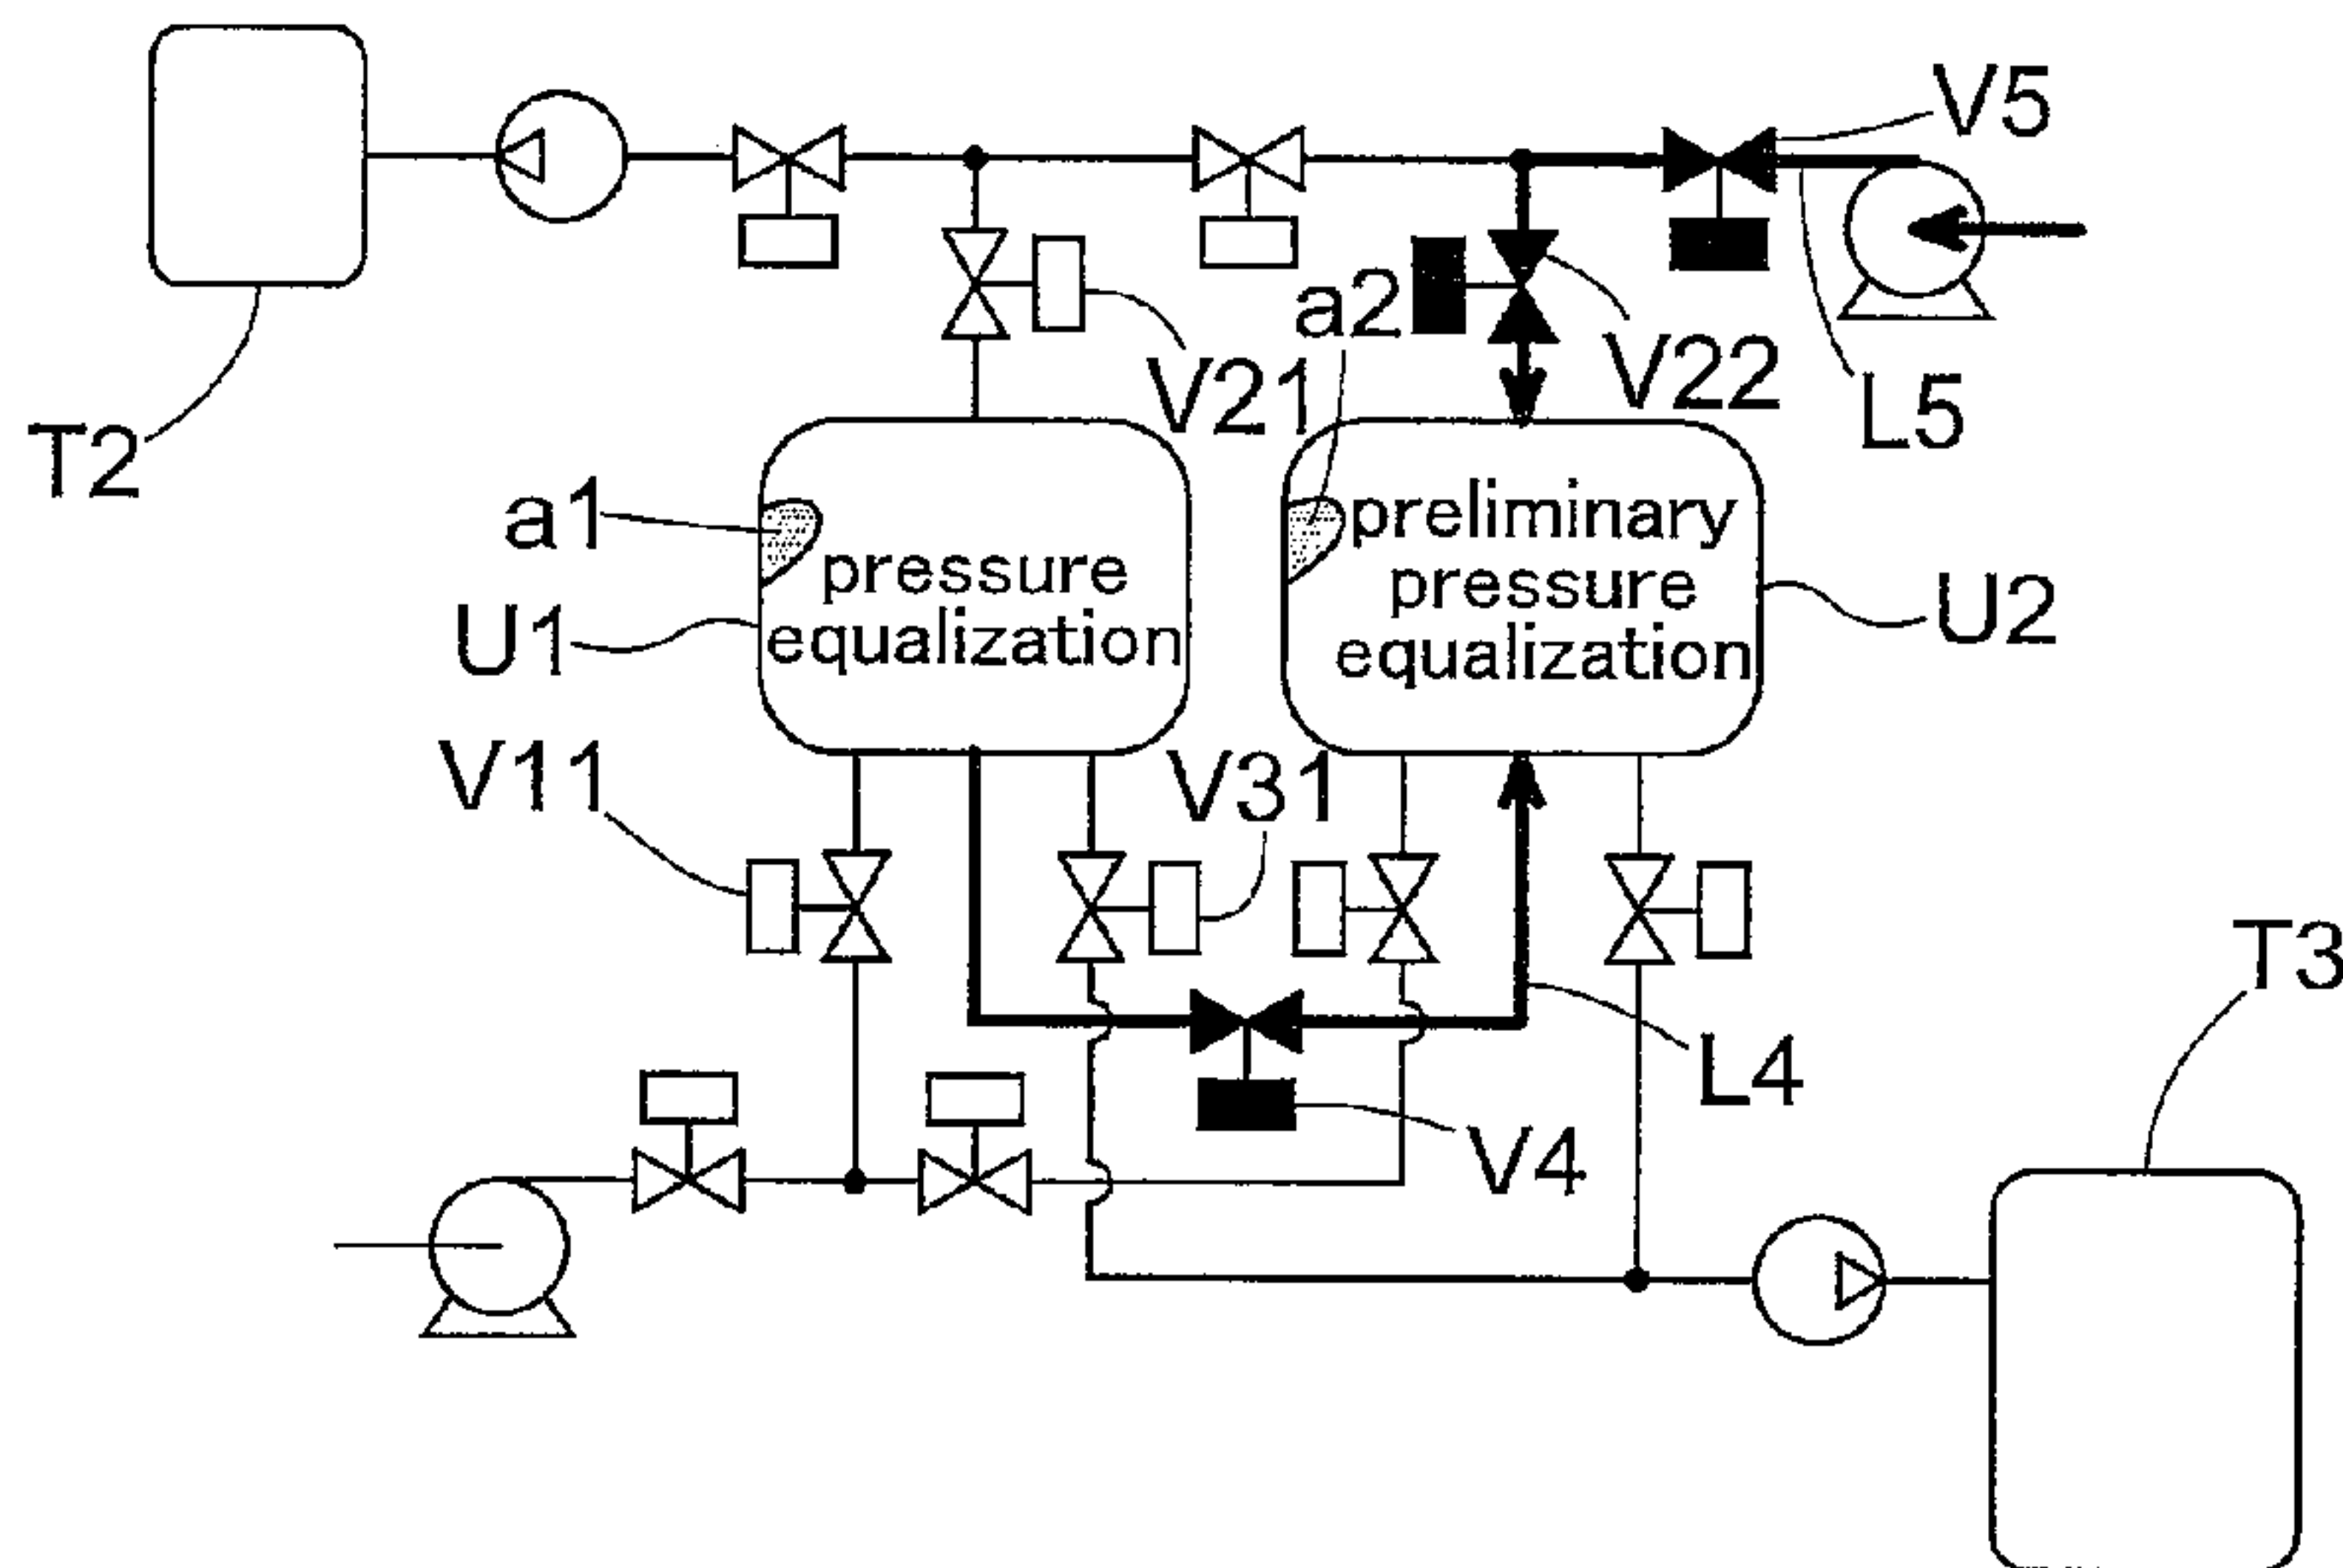 V5
a2
V22
V21
L5
T2
a1
pressure
equalization
preliminary
pressure
equalization
U1
U2
V11
V31
T3
L4
V4